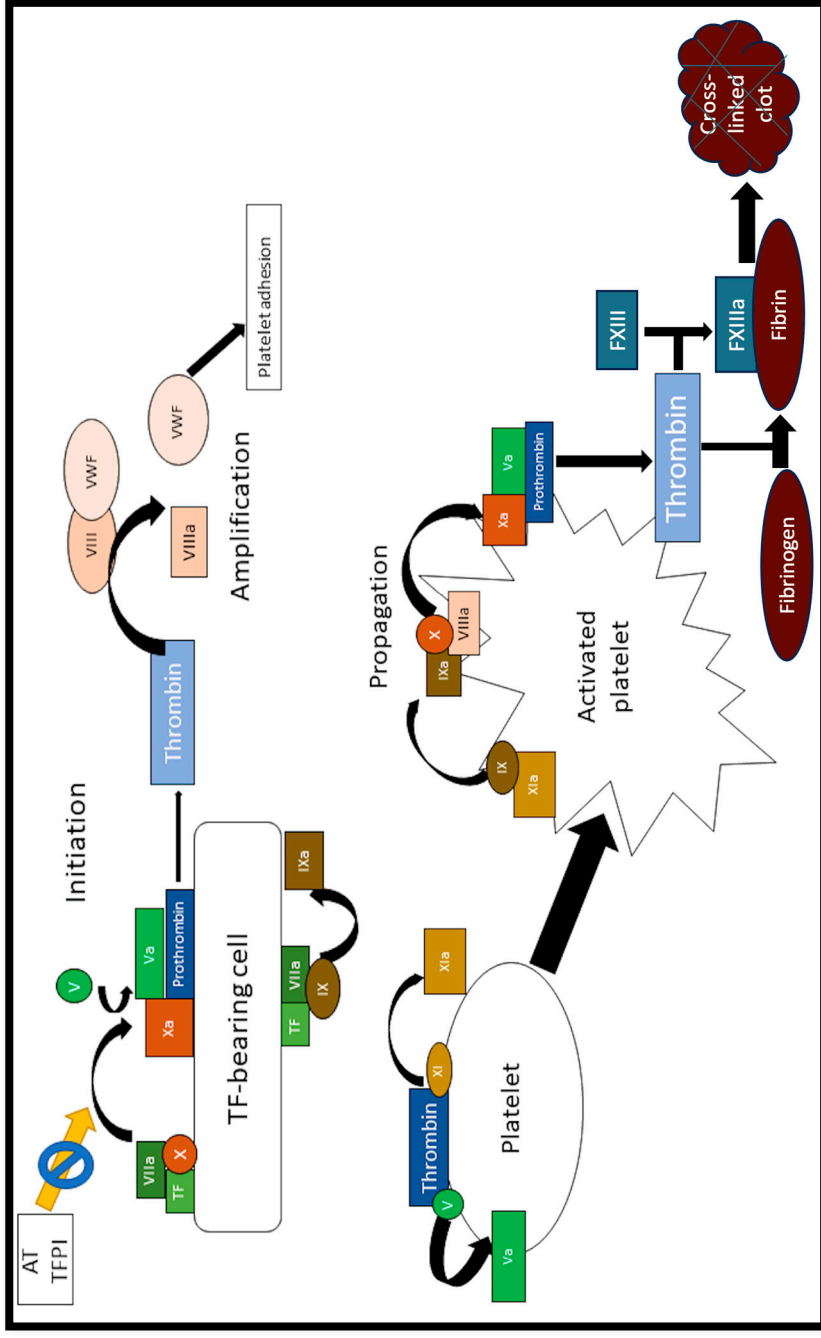 AT
TFPI
VIIa
TF
X
V
Xa
Va
Prothrombin
Initiation
TF-bearing cell
TF
VIIa
IX
IXa
Thrombin
VIII
VWF
VIIIa
VWF
Amplification
Platelet adhesion
Va
V
Thrombin
XI
XIa
Platelet
Propagation
IX
XIa
IXa
X
VIIIa
Xa
Va
Prothrombin
Activated
platelet
Thrombin
FXIII
FXIIIa
Fibrinogen
Fibrin
Cross-
linked
clot